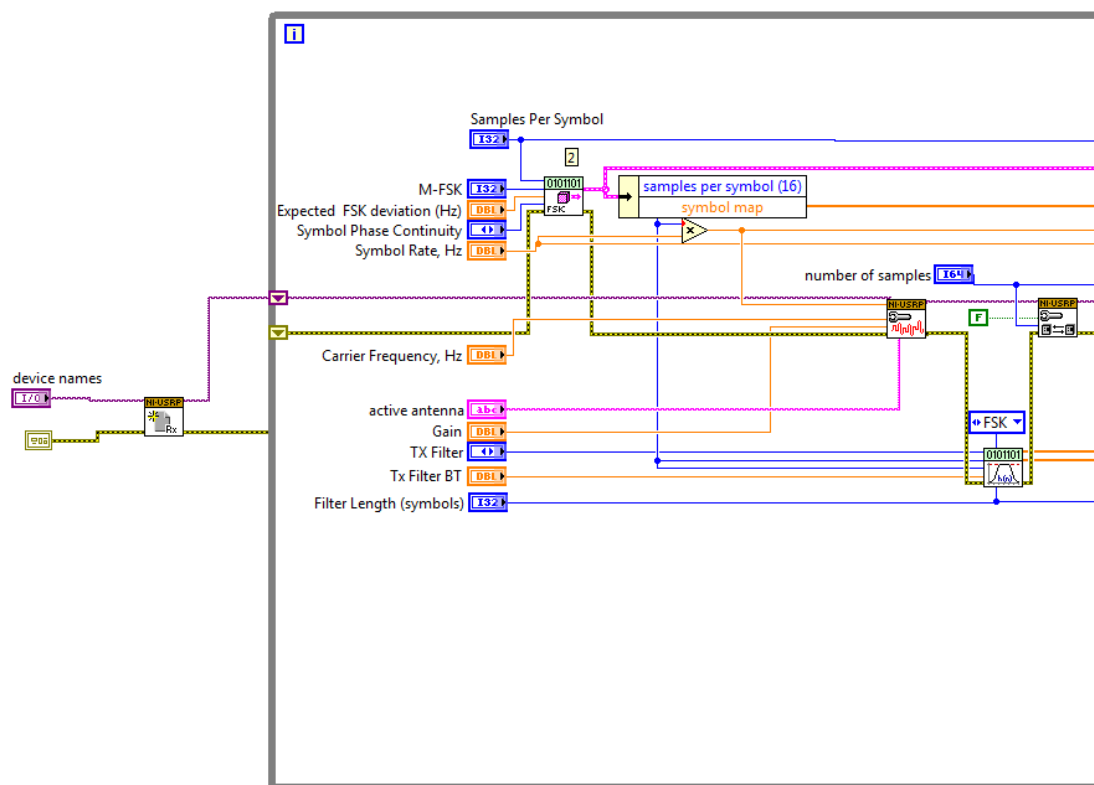 i
Samples Per Symbol
I32
2
0101101
FSK
M-FSK
I32
samples per symbol (16)
Expected  FSK deviation (Hz)
DBL
symbol map
Symbol Phase Continuity
Symbol Rate, Hz
DBL
number of samples
I64
NI-USRP
NI-USRP
F
Carrier Frequency, Hz
DBL
device names
I/O
NI-USRP
Rx
active antenna
abc
Gain
DBL
FSK
TX Filter
0101101
h(n)
Tx Filter BT
DBL
Filter Length (symbols)
I32